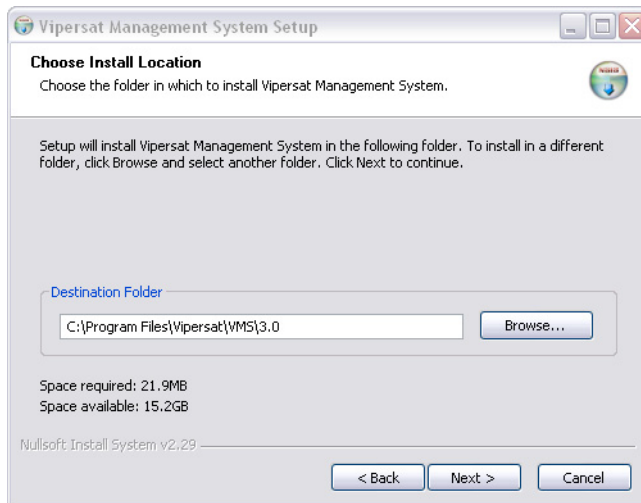 Vipersat Management System Setup
Choose Install Location
Choose the folder in which to install Vipersat Management System.
Setup will install Vipersat Management System in the following folder. To install in a different
folder, click Browse and select another folder. Click Next to continue.
Destination Folder
C:\Program Files\Vipersat\VMS\3.0
Browse...
Space required: 21.9MB
Space available: 15.2GB
Nullsoft Install System v2.29
< Back
Next >
Cancel